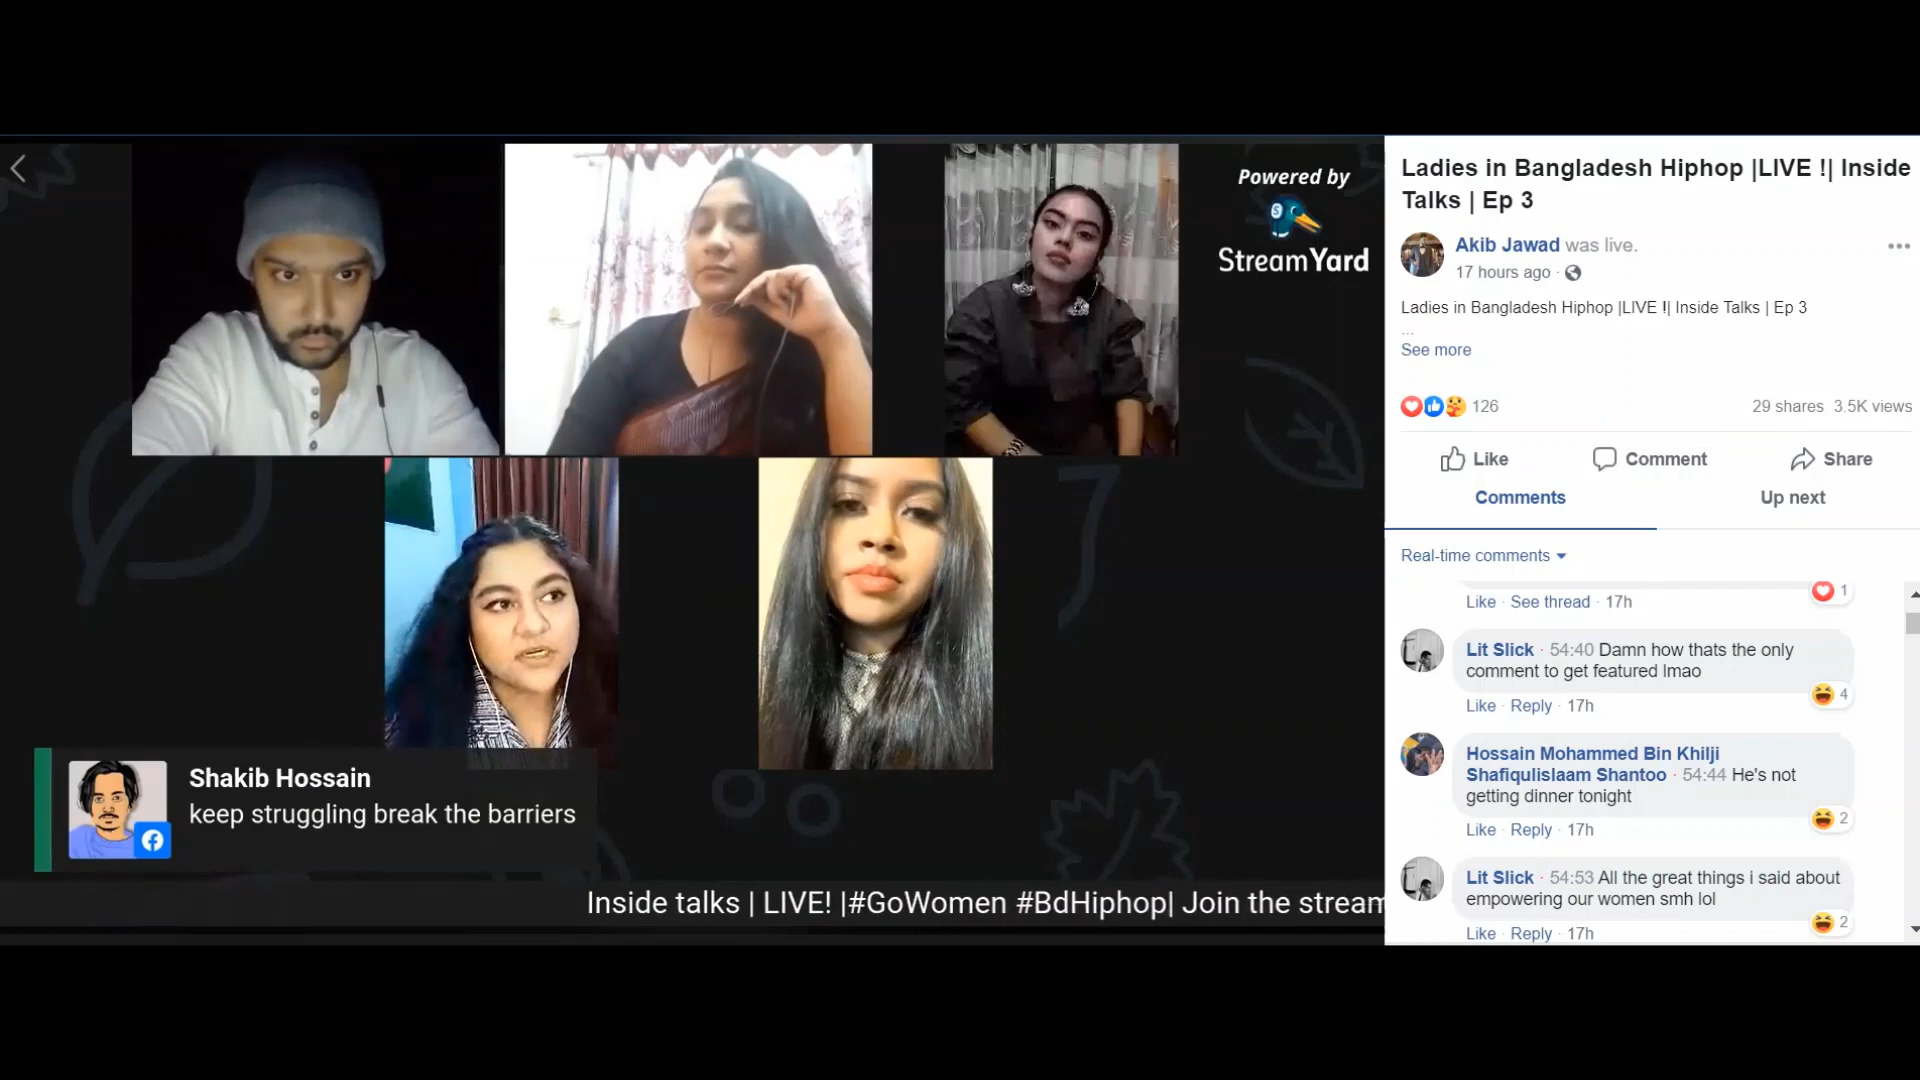 Powered by
StreamYard
Shakib Hossain
keep struggling break the barriers
Inside talks | LIVE! |#GoWomen #BdHiphop| Join the stream
Ladies in Bangladesh Hiphop |LIVE !| Inside
Talks | Ep 3
Akib Jawad was live.
17 hours ago ·
Ladies in Bangladesh Hiphop |LIVE !| Inside Talks | Ep 3
...
See more
126
29 shares 3.5K views
Like Comment Share
Comments Up next
Real-time comments
1
Like · See thread · 17h
Lit Slick · 54:40 Damn how thats the only
comment to get featured lmao
4
Like · Reply · 17h
Hossain Mohammed Bin Khilji
Shafiqulislaam Shantoo · 54:44 He's not
getting dinner tonight
2
Like · Reply · 17h
Lit Slick · 54:53 All the great things i said about
empowering our women smh lol
2
Like · Reply · 17h